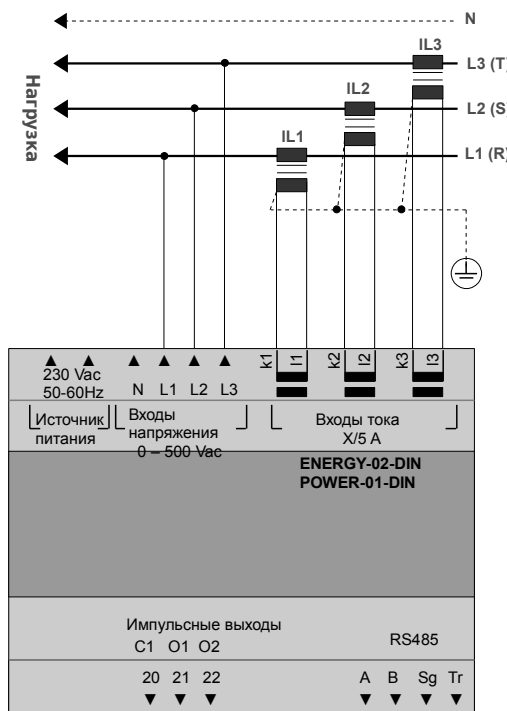 N
IL3
L3 (T)
IL2
L2 (S)
IL1
L1 (R)
Нагрузка
k1 l1 k2 l2 k3 l3
230 Vac
50-60Hz
N L1 L2 L3
Источник
питания
Входы
напряжения
0 – 500 Vac
Входы тока
X/5 A
ENERGY-02-DIN
POWER-01-DIN
Импульсные выходы
C1 O1 O2
RS485
20 21 22
A B Sg Tr